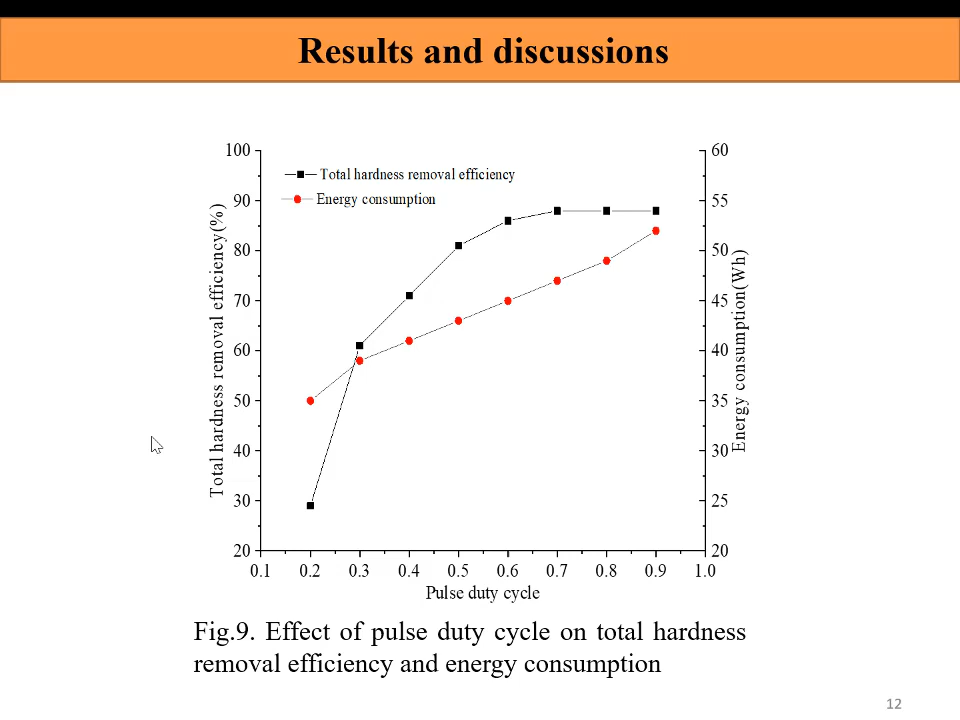 Results and discussions
Total hardness removal efficiency
Energy consumption
Total hardness removal efficiency(%)
100
90
80
70
60
50
40
30
20
60
55
50
45
40
35
30
25
20
Energy consumption(Wh)
0.1 0.2 0.3 0.4 0.5 0.6 0.7 0.8 0.9 1.0
Pulse duty cycle
Fig.9. Effect of pulse duty cycle on total hardness
removal efficiency and energy consumption
12